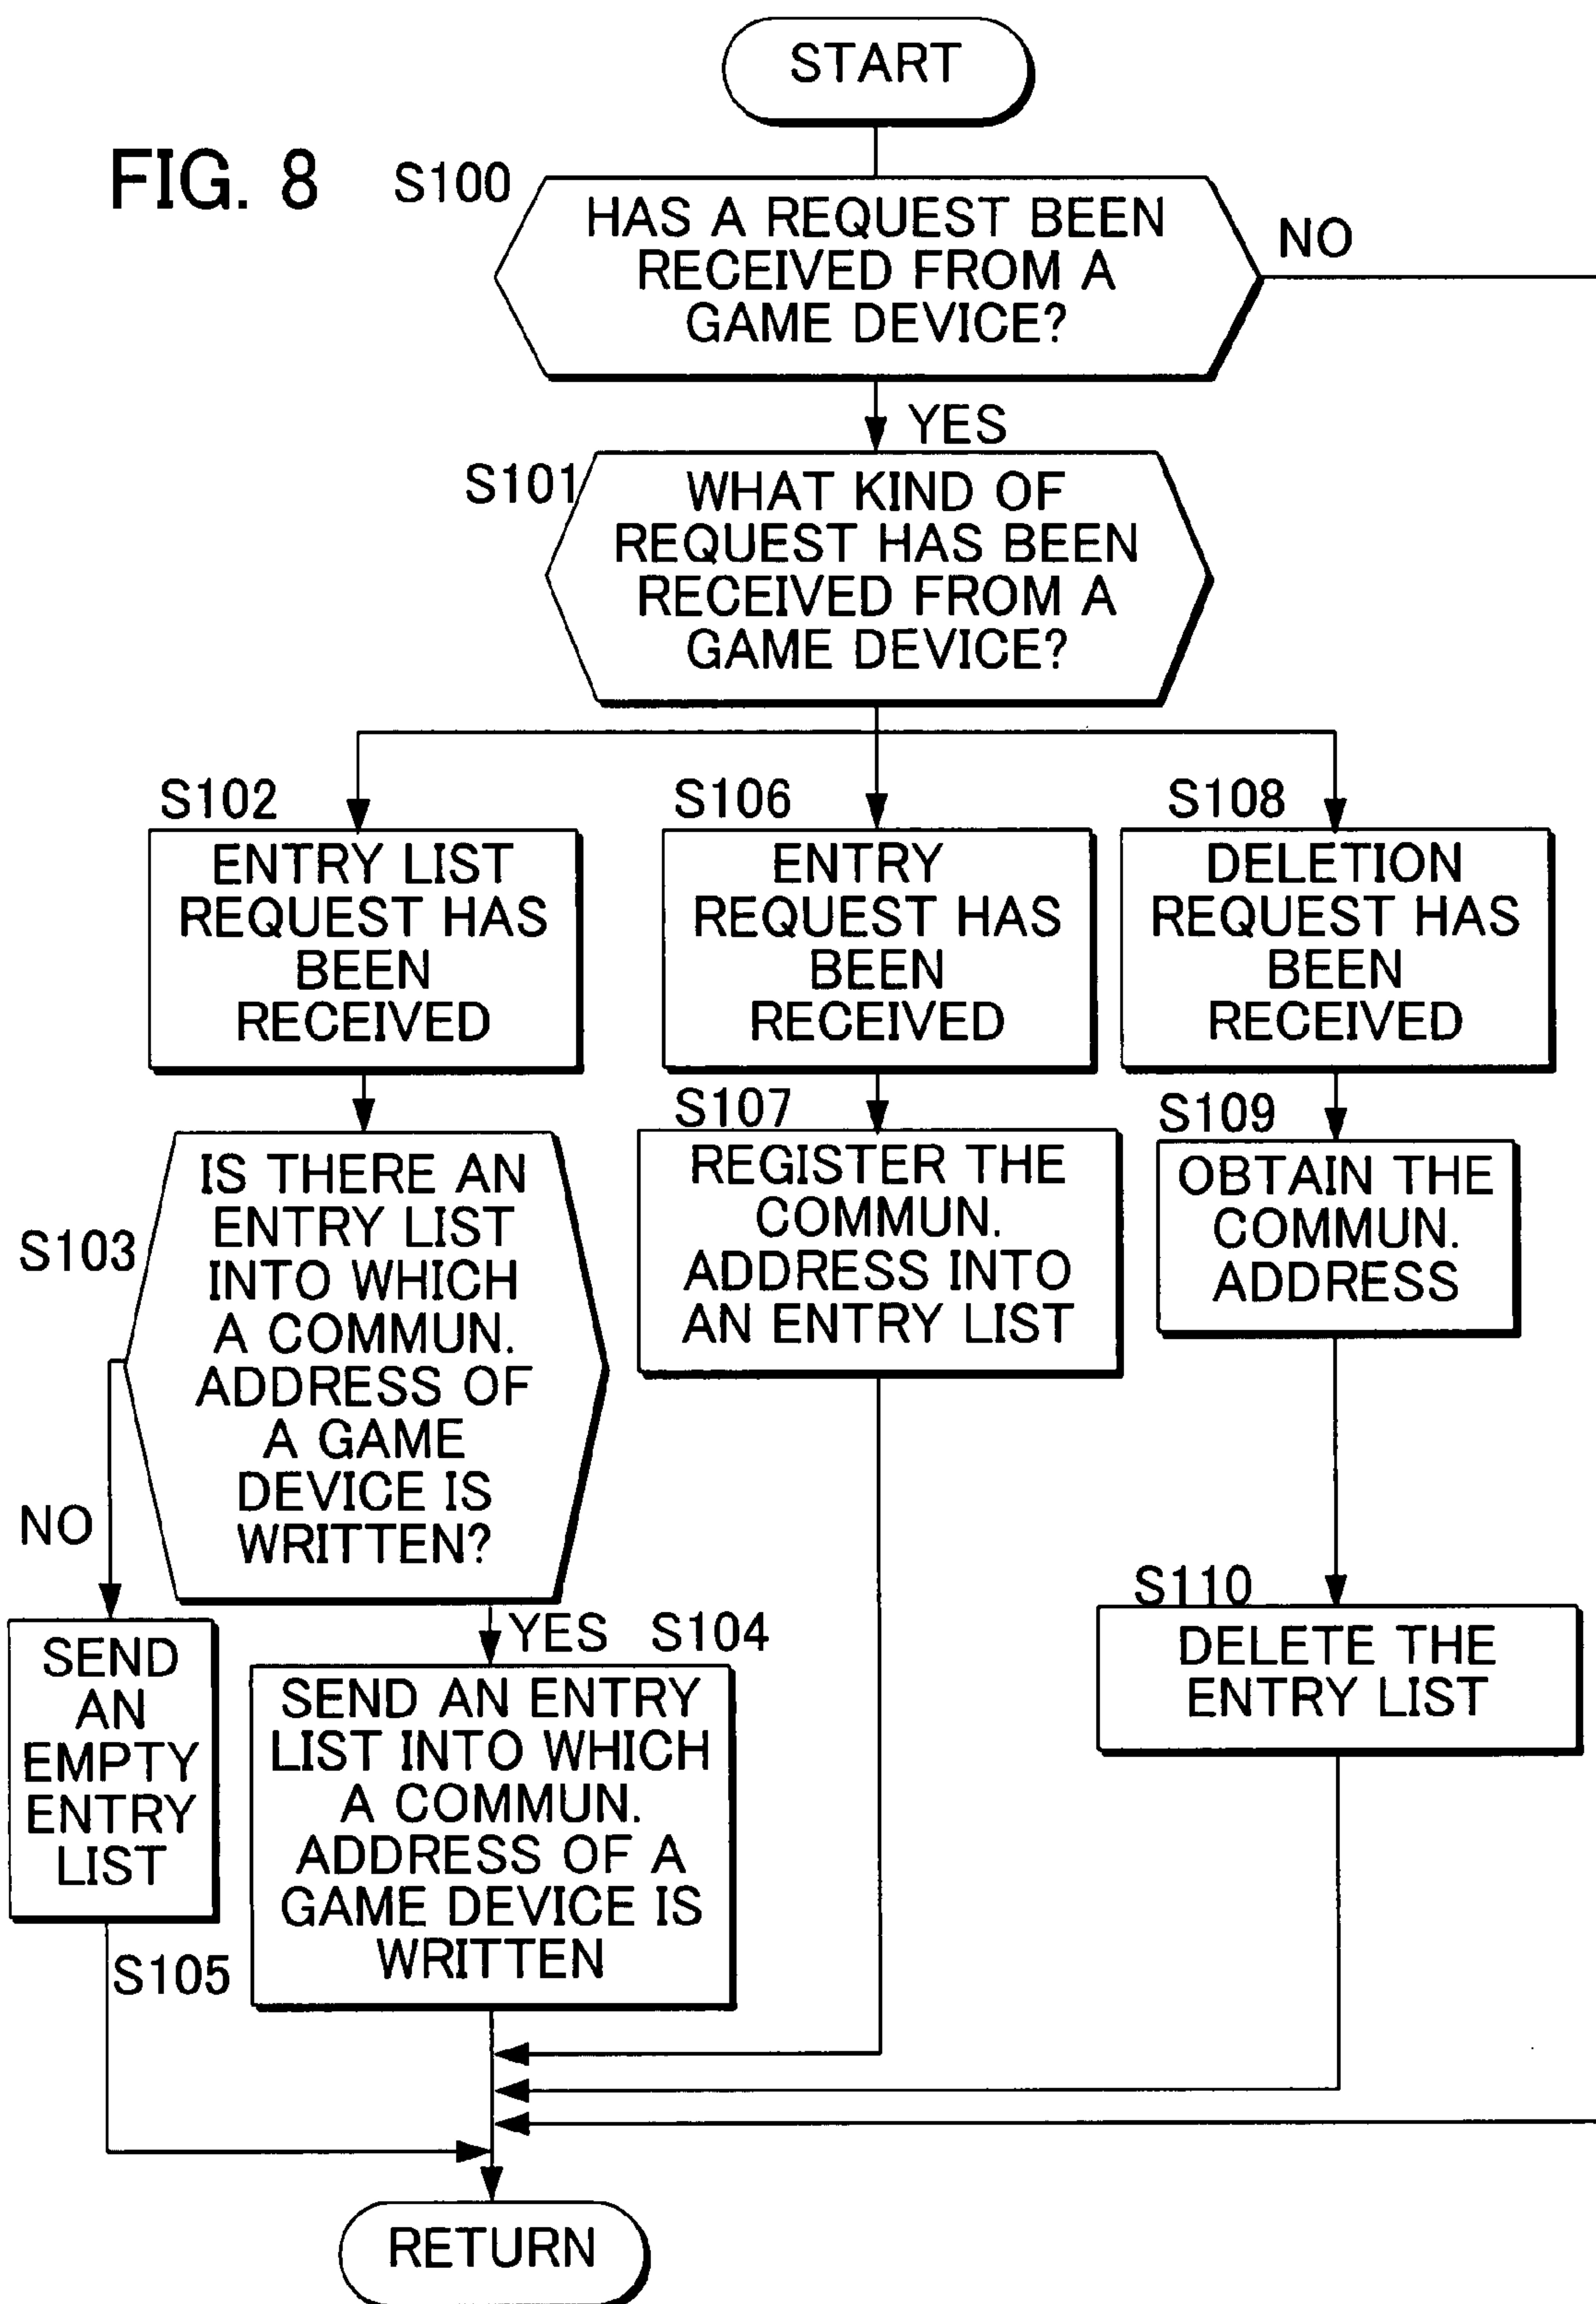 START
FIG. 8
S100
HAS A REQUEST BEEN
RECEIVED FROM A
GAME DEVICE?
NO
YES
S101
WHAT KIND OF
REQUEST HAS BEEN
RECEIVED FROM A
GAME DEVICE?
S102
ENTRY LIST
REQUEST HAS
BEEN
RECEIVED
S106
ENTRY
REQUEST HAS
BEEN
RECEIVED
S108
DELETION
REQUEST HAS
BEEN
RECEIVED
S103
IS THERE AN
ENTRY LIST
INTO WHICH
A COMMUN.
ADDRESS OF
A GAME
DEVICE IS
WRITTEN?
S107
REGISTER THE
COMMUN.
ADDRESS INTO
AN ENTRY LIST
S109
OBTAIN THE
COMMUN.
ADDRESS
NO
SEND
AN
EMPTY
ENTRY
LIST
S105
YES
S104
SEND AN ENTRY
LIST INTO WHICH
A COMMUN.
ADDRESS OF A
GAME DEVICE IS
WRITTEN
S110
DELETE THE
ENTRY LIST
RETURN